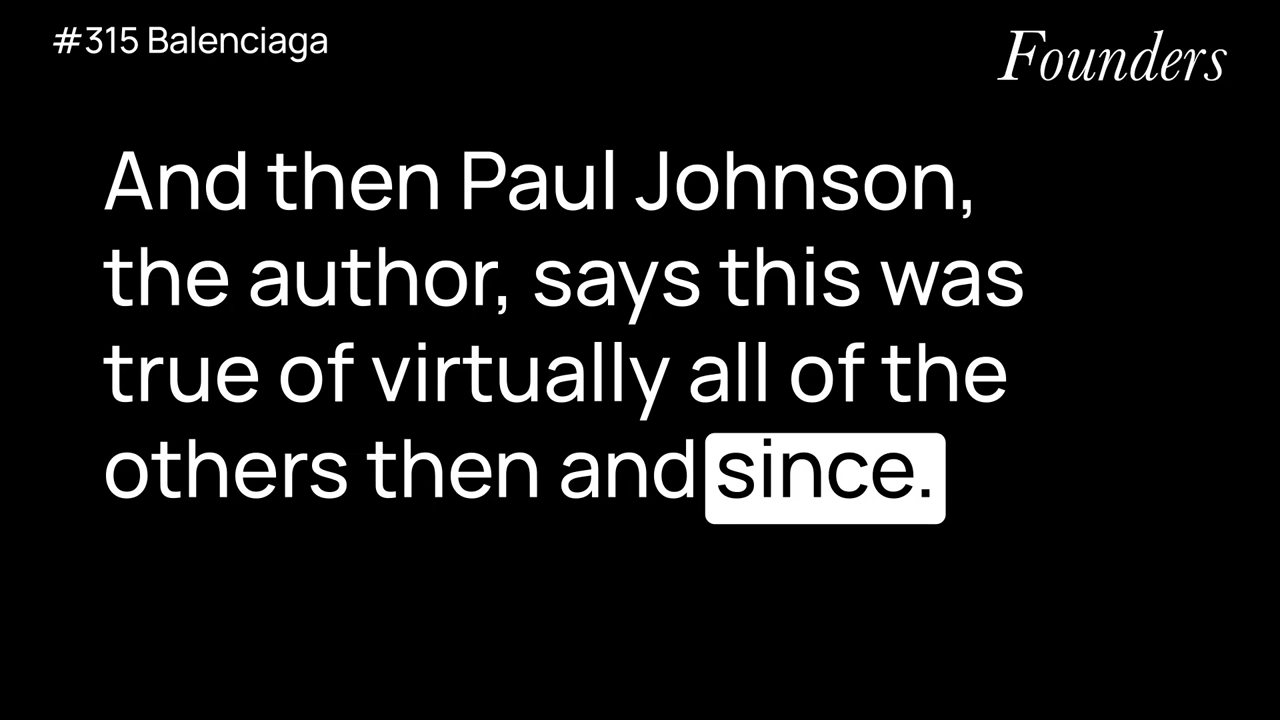 #315 Balenciaga
Founders
And then Paul Johnson,
the author, says this was
true of virtually all of the
others then and since.